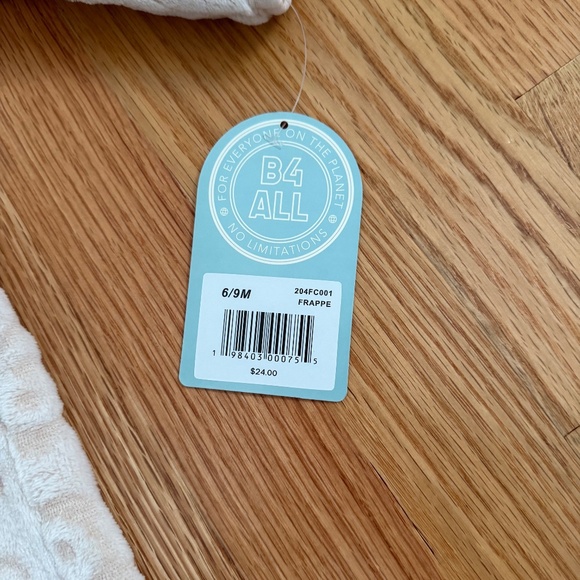 FOR EVERYONE ON THE PLANET
B4
ALL
NO LIMITATIONS
6/9M
204FC001
FRAPPE
1 98403 00075 5
$24.00